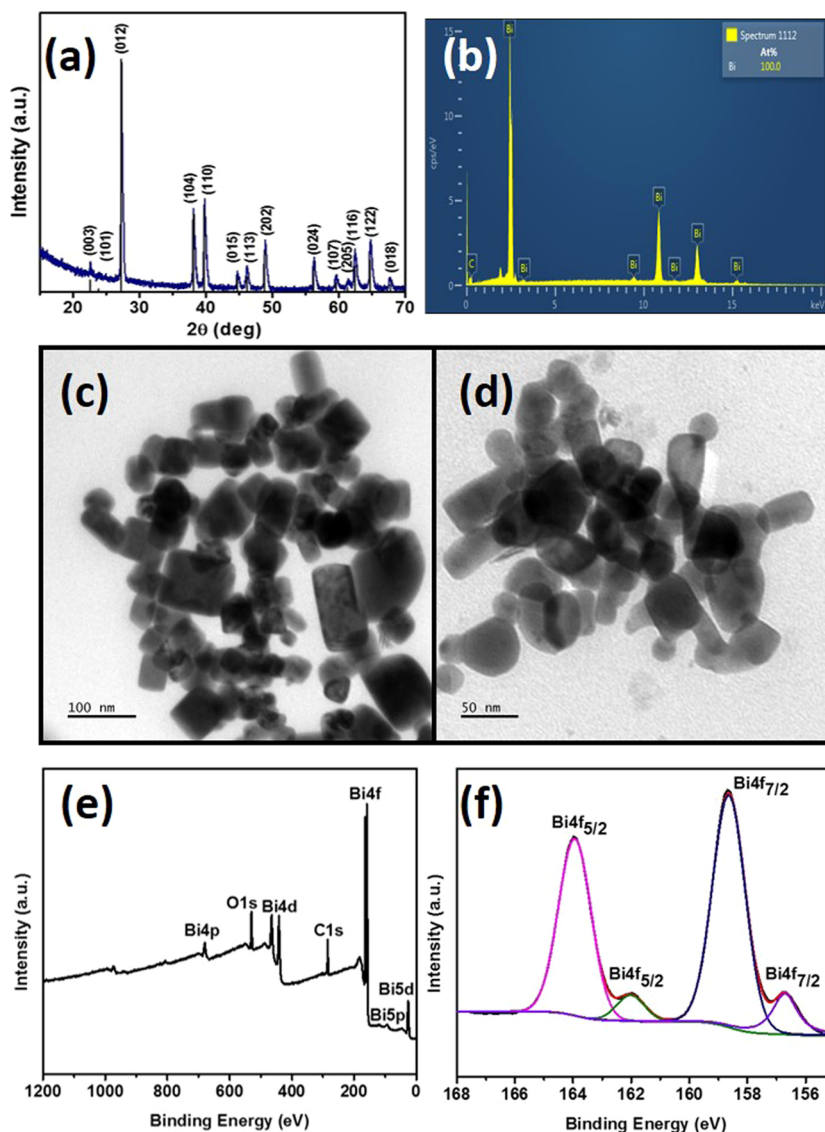 (a)
(012)
(110)
(104)
(202)
(122)
(116)
(024)
(003)
(101)
(015)
(113)
(107)
(205)
(018)
Intensity (a.u.)
20 30 40 50 60 70
2θ (deg)
(b)
Spectrum 1112
At%
Bi 100.0
15
10
5
0
cps/eV
Bi
C
Bi
Bi
Bi
Bi
Bi
Bi
0 5 10 15 keV
(c)
100 nm
(d)
50 nm
(e)
Bi4f
O1s
Bi4d
Bi4p
C1s
Bi5d
Bi5p
Intensity (a.u.)
1200 1000 800 600 400 200 0
Binding Energy (eV)
(f)
Bi4f7/2
Bi4f5/2
Bi4f5/2
Bi4f7/2
Intensity (a.u.)
168 166 164 162 160 158 156
Binding Energy (eV)